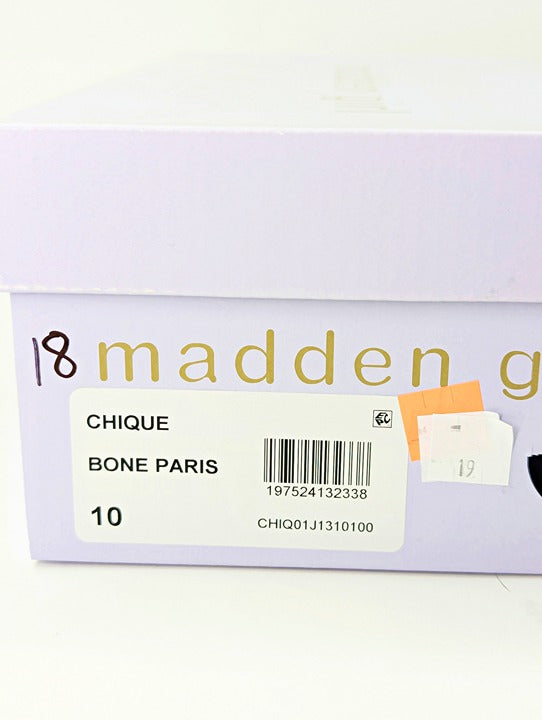 18
madden g
CHIQUE
BONE PARIS
197524132338
10
CHIQ01J1310100
19